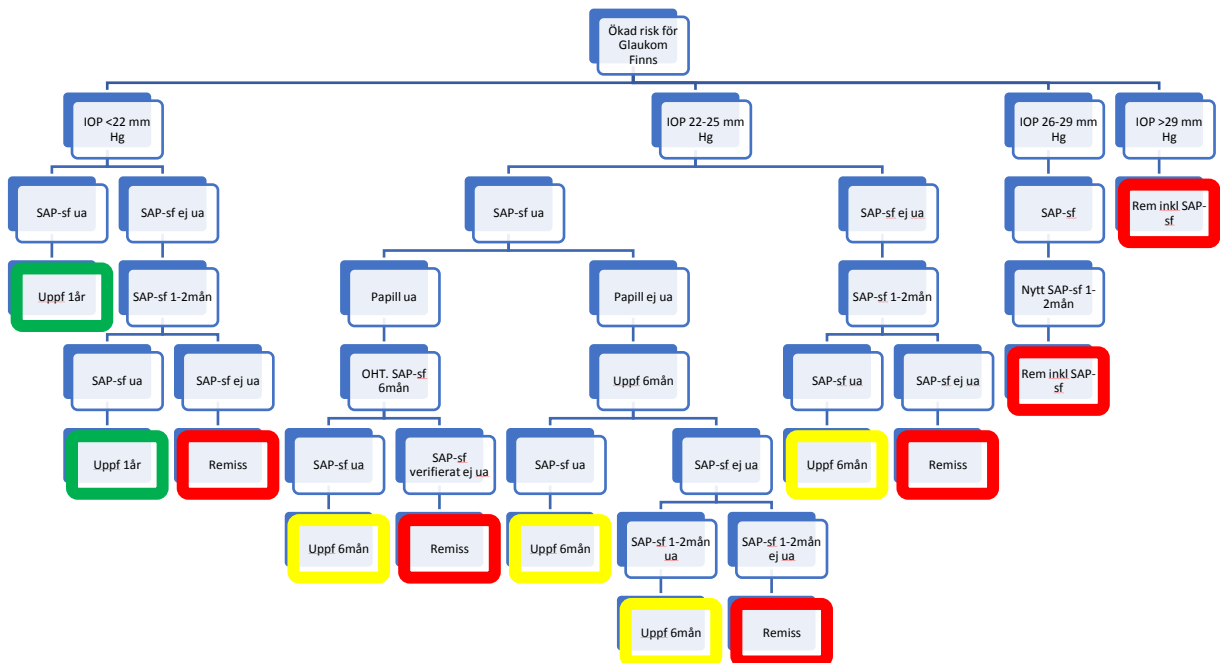 Ökad risk för
Glaukom
Finns
IOP <22 mm
Hg
IOP 22-25 mm
Hg
IOP 26-29 mm
Hg
IOP >29 mm
Hg
SAP-sf ua
SAP-sf ej ua
SAP-sf ua
SAP-sf ej ua
SAP-sf
Rem inkl SAP-
sf
Uppf 1år
SAP-sf 1-2mån
Papill ua
Papill ej ua
SAP-sf 1-2mån
Nytt SAP-sf 1-
2mån
SAP-sf ua
SAP-sf ej ua
OHT. SAP-sf
6mån
Uppf 6mån
SAP-sf ua
SAP-sf ej ua
Rem inkl SAP-
sf
Uppf 1år
Remiss
SAP-sf ua
SAP-sf
verifierat ej ua
SAP-sf ua
SAP-sf ej ua
Uppf 6mån
Remiss
Uppf 6mån
Remiss
Uppf 6mån
SAP-sf 1-2mån
ua
SAP-sf 1-2mån
ej ua
Uppf 6mån
Remiss